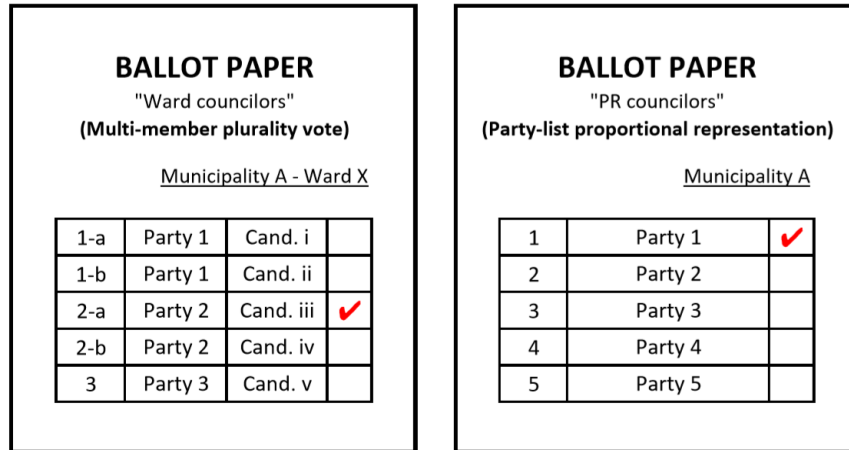 BALLOT PAPER
"Ward councilors"
(Multi-member plurality vote)
Municipality A - Ward X
1-a Party 1 Cand. i
1-b Party 1 Cand. ii
2-a Party 2 Cand. iii
2-b Party 2 Cand. iv
3 Party 3 Cand. v
BALLOT PAPER
"PR councilors"
(Party-list proportional representation)
Municipality A
1 Party 1
2 Party 2
3 Party 3
4 Party 4
5 Party 5